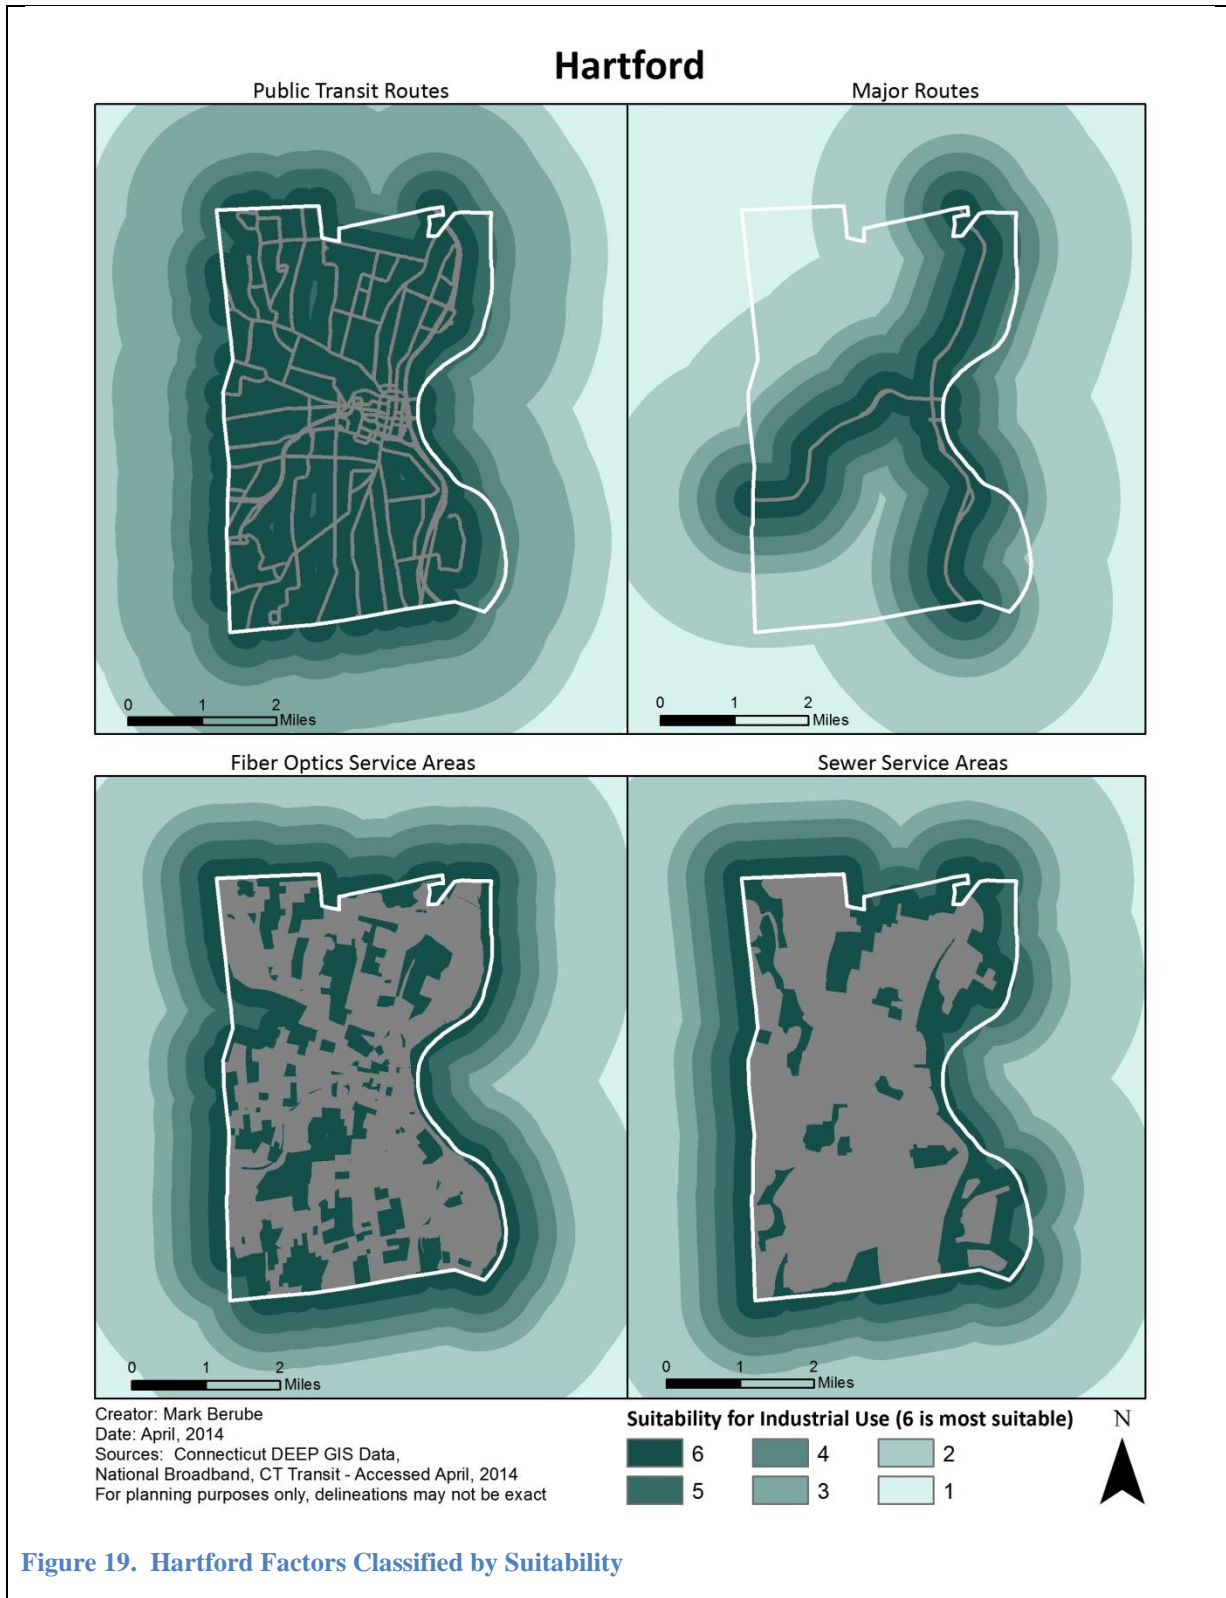 Hartford
Public Transit Routes
Major Routes
0 1 2
Miles
0 1 2
Miles
Fiber Optics Service Areas
Sewer Service Areas
0 1 2
Miles
0 1 2
Miles
Creator: Mark Berube
Date: April, 2014
Sources: Connecticut DEEP GIS Data,
National Broadband, CT Transit - Accessed April, 2014
For planning purposes only, delineations may not be exact
Suitability for Industrial Use (6 is most suitable)
N
6 4 2
5 3 1
Figure 19. Hartford Factors Classified by Suitability